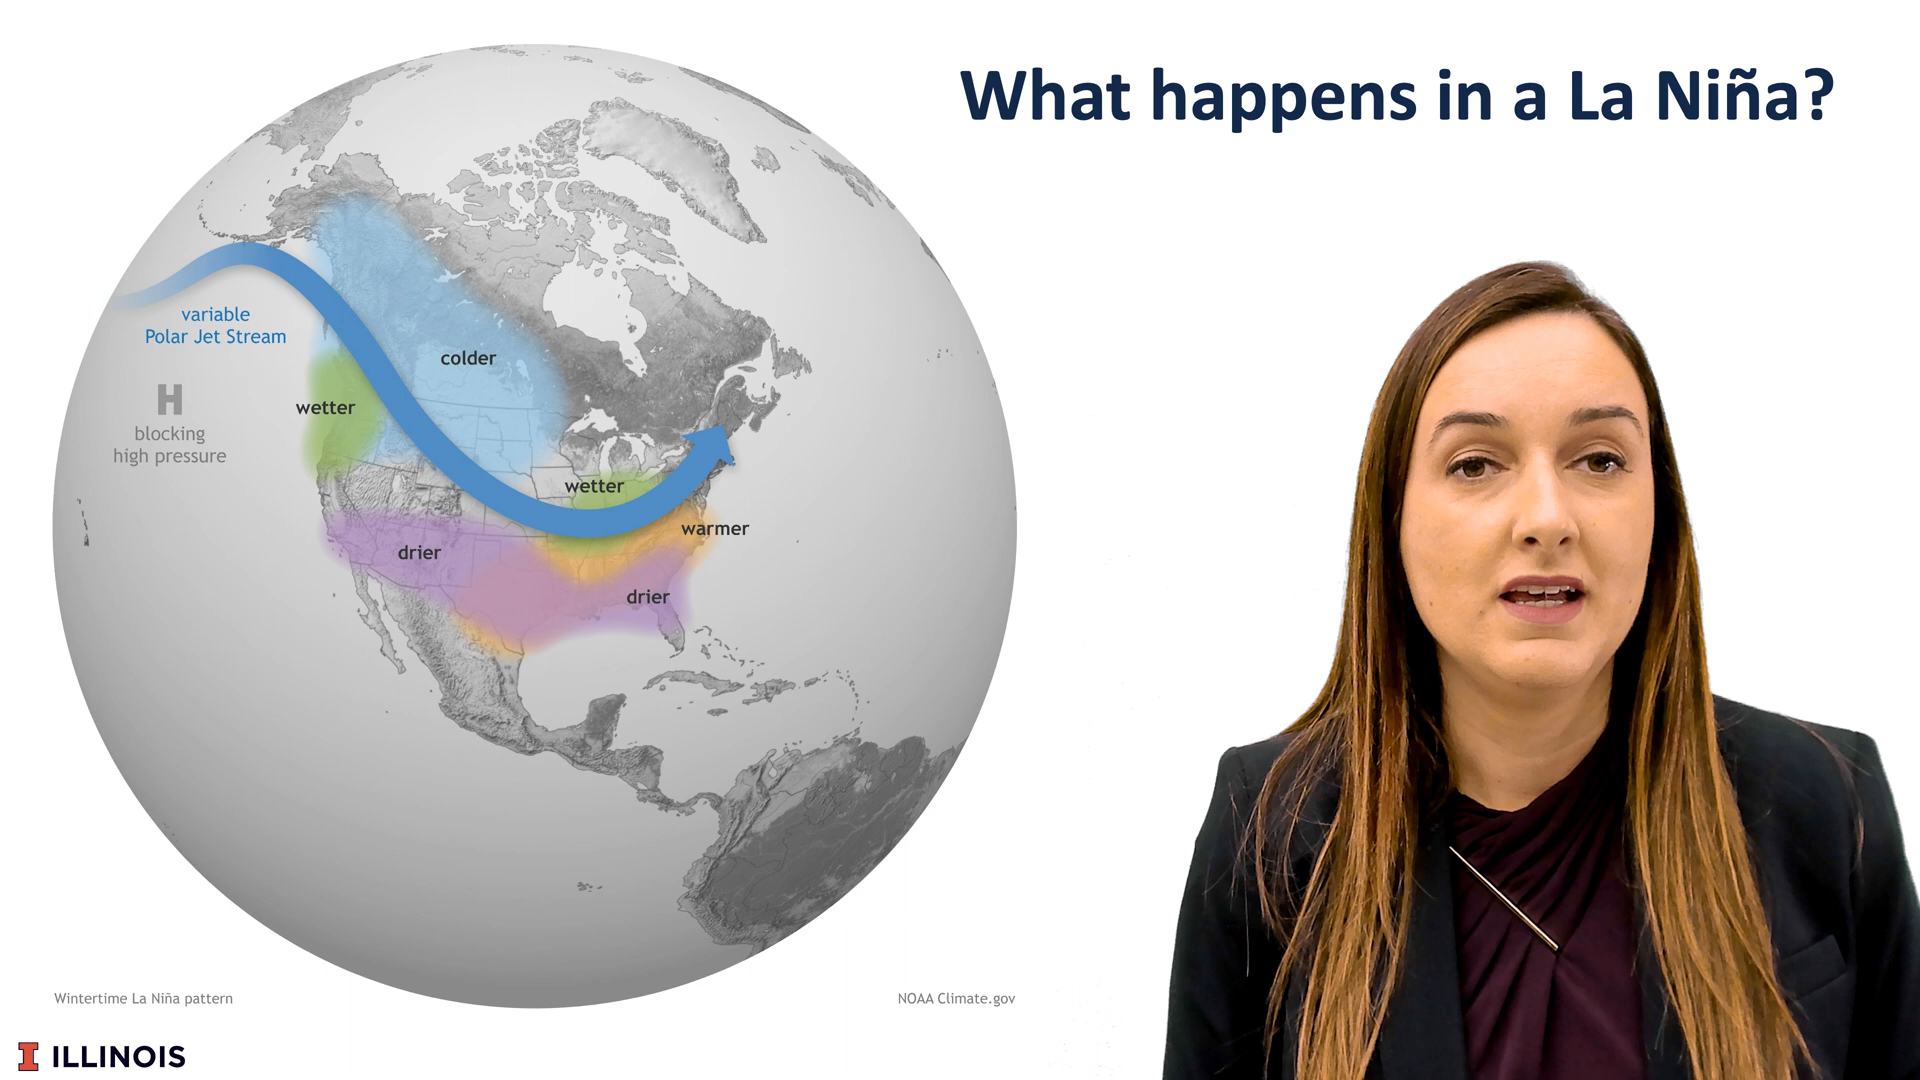 What happens in a La Niña?
variable
Polar Jet Stream
H
blocking
high pressure
colder
wetter
wetter
warmer
drier
drier
Wintertime La Niña pattern
NOAA Climate.gov
I ILLINOIS